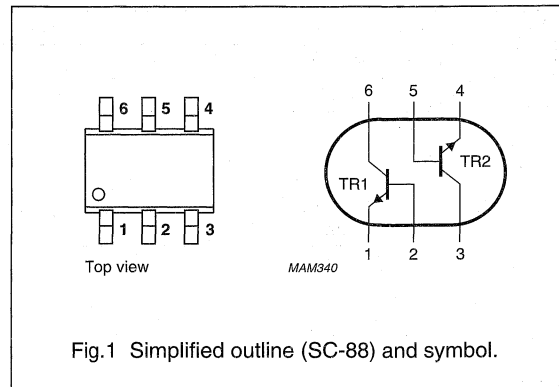 6 5 4
6 5 4
TR1 TR2
1 2 3
1 2 3
Top view
MAM340
Fig.1 Simplified outline (SC-88) and symbol.